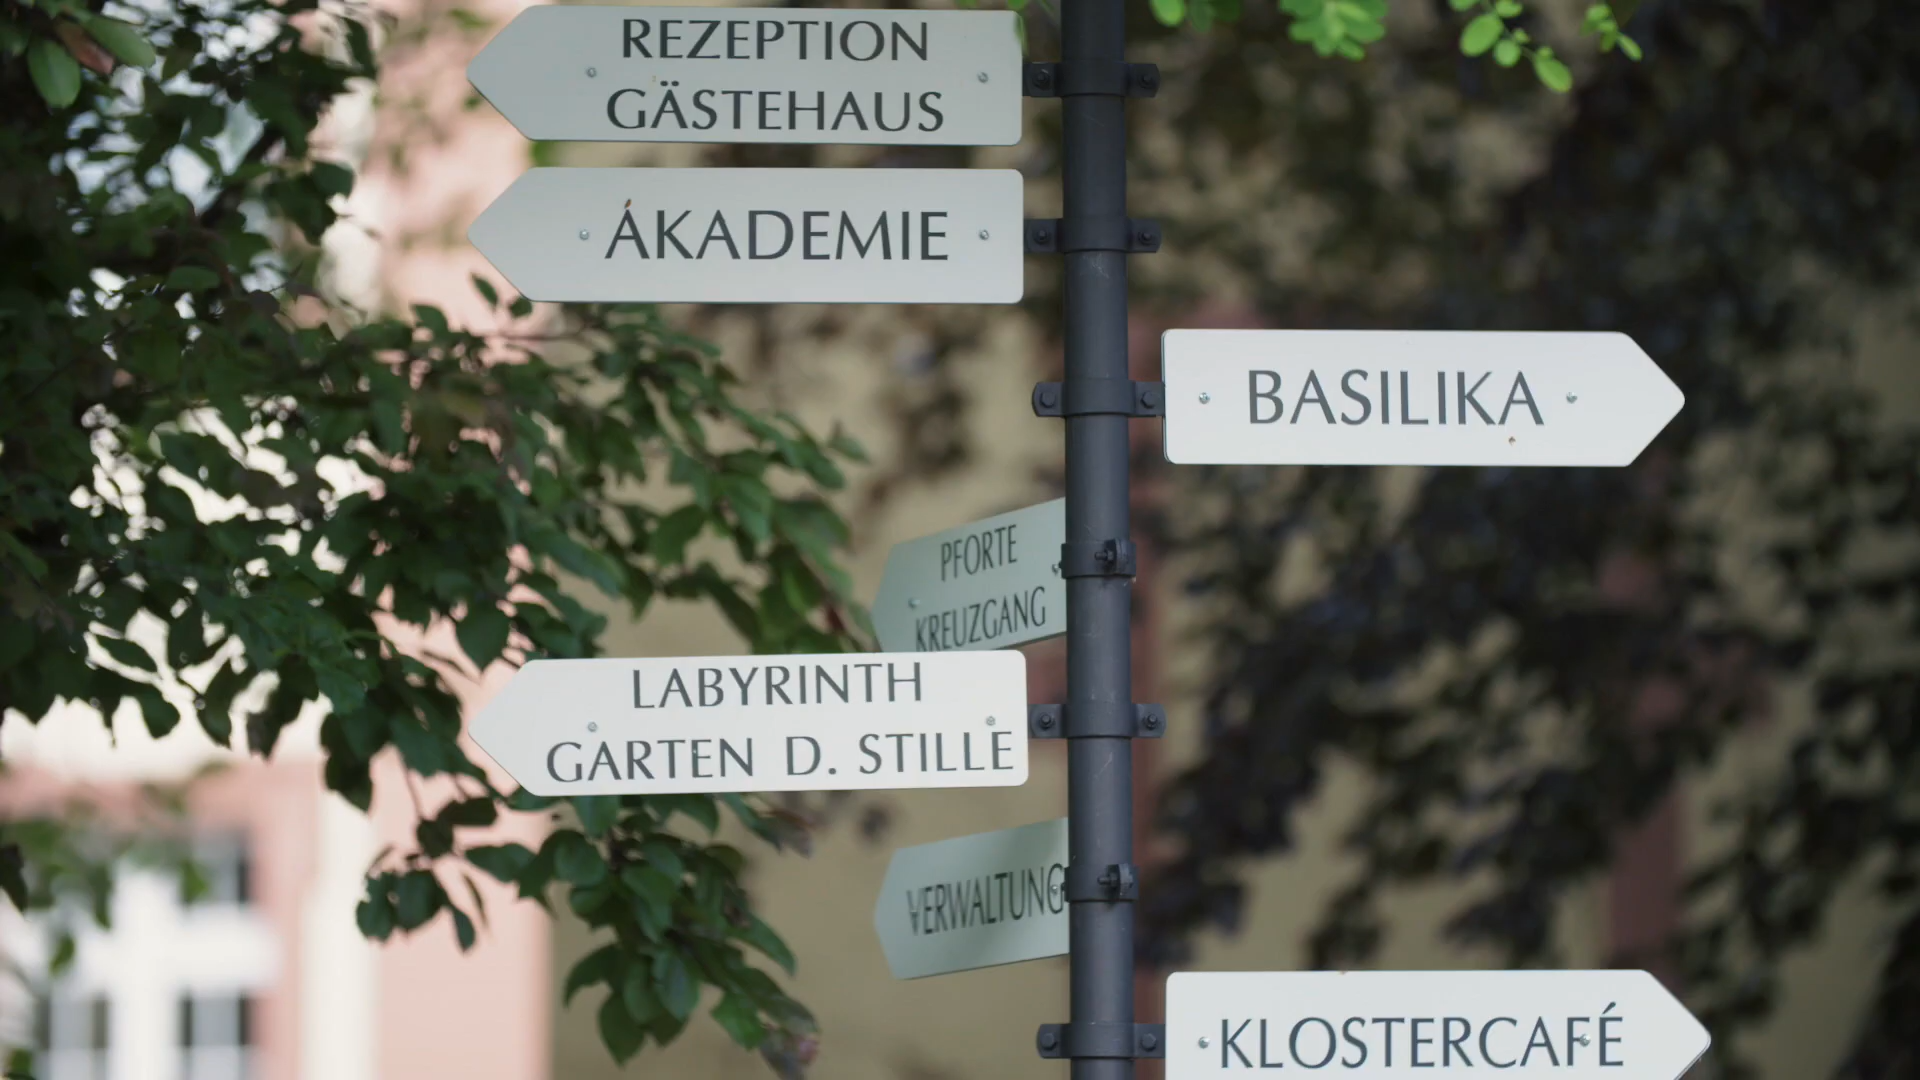 REZEPTION
GÄSTEHAUS
AKADEMIE
BASILIKA
PFORTE
KREUZGANG
LABYRINTH
GARTEN D. STILLE
VERWALTUNG
KLOSTERCAFÉ